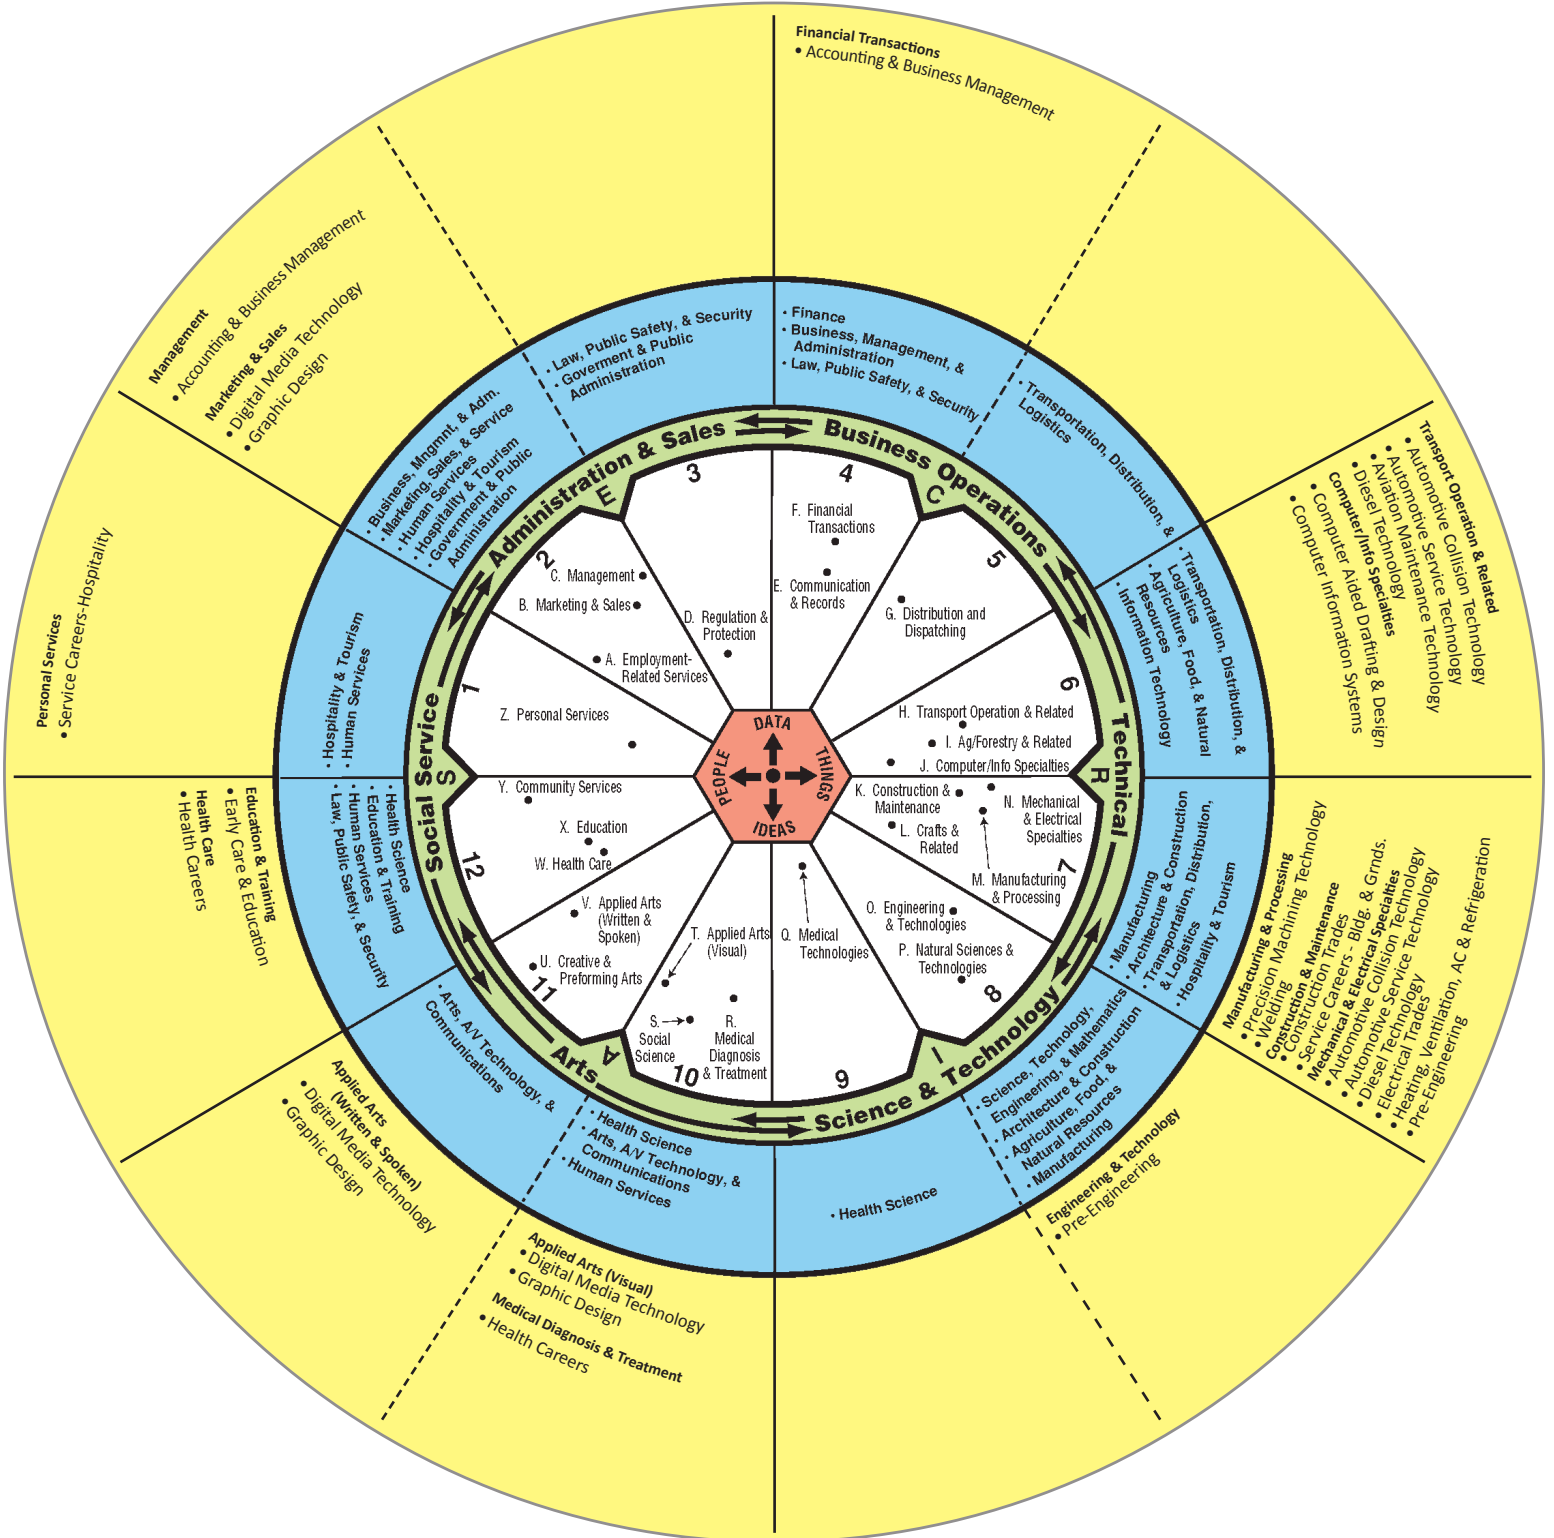 Financial Transactions
• Accounting & Business Management
Transport Operation & Related
• Automotive Collision Technology
• Automotive Service Technology
• Aviation Maintenance Technology
• Diesel Technology
Computer/Info Specialties
• Computer Aided Drafting & Design
• Computer Information Systems
Manufacturing & Processing
• Precision Machining Technology
• Welding
Construction & Maintenance
• Construction Trades
• Service Careers - Bldg. & Grnds.
Mechanical & Electrical Specialties
• Automotive Collision Technology
• Automotive Service Technology
• Diesel Technology
• Electrical Trades
• Heating, Ventilation, AC & Refrigeration
• Pre-Engineering
Engineering & Technology
• Pre-Engineering
Applied Arts (Visual)
• Digital Media Technology
• Graphic Design
Medical Diagnosis & Treatment
• Health Careers
Applied Arts
(Written & Spoken)
• Digital Media Technology
• Graphic Design
Education & Training
• Early Care & Education
Health Care
• Health Careers
Personal Services
• Service Careers-Hospitality
Management
• Accounting & Business Management
Marketing & Sales
• Digital Media Technology
• Graphic Design
• Law, Public Safety, & Security
• Goverment & Public
Administration
• Finance
• Business, Management, &
Administration
• Law, Public Safety, & Security
• Transportation, Distribution, &
Logistics
• Transportation, Distribution, &
Logistics
• Agriculture, Food, & Natural
Resources
• Information Technology
• Manufacturing
• Architecture & Construction
• Transportation, Distribution,
& Logistics
• Hospitality & Tourism
• Science, Technology,
Engineering, & Mathematics
• Architecture & Construction
• Agriculture, Food, &
Natural Resources
• Manufacturing
• Health Science
• Health Science
• Arts, A/V Technology, &
Communications
• Human Services
• Arts, A/V Technology, &
Communications
• Health Science
• Education & Training
• Human Services
• Law, Public Safety, & Security
• Hospitality & Tourism
• Human Services
• Business, Mngmnt, & Adm.
• Marketing, Sales, & Service
• Human Services
• Hospitality & Tourism
• Government & Public
Administration
Administration & Sales
Business Operations
Technical
Science & Technology
Arts
Social Service
E
C
R
I
A
S
1
2
3
4
5
6
7
8
9
10
11
12
F. Financial
Transactions
E. Communication
& Records
G. Distribution and
Dispatching
H. Transport Operation & Related
I. Ag/Forestry & Related
J. Computer/Info Specialties
K. Construction &
Maintenance
L. Crafts &
Related
N. Mechanical
& Electrical
Specialties
M. Manufacturing
& Processing
O. Engineering
& Technologies
P. Natural Sciences &
Technologies
Q. Medical
Technologies
R.
Medical
Diagnosis
& Treatment
S.
Social
Science
T. Applied Arts
(Visual)
U. Creative &
Preforming Arts
V. Applied Arts
(Written &
Spoken)
W. Health Care
X. Education
Y. Community Services
Z. Personal Services
A. Employment-
Related Services
B. Marketing & Sales
C. Management
D. Regulation &
Protection
DATA
THINGS
IDEAS
PEOPLE